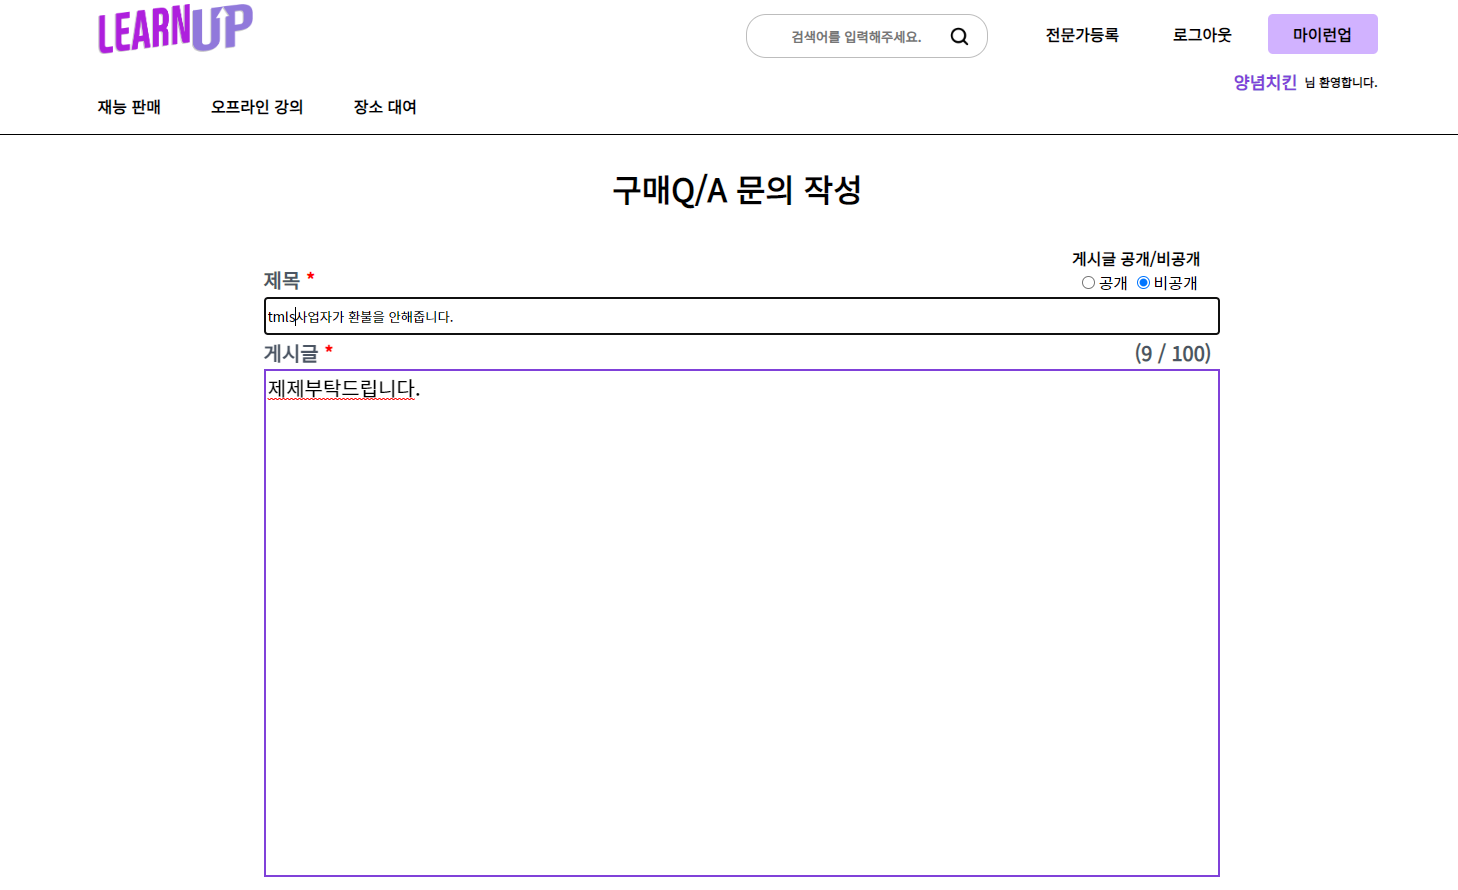 LEARNUP
검색어를 입력해주세요.
전문가등록
로그아웃
마이런업
양념치킨 님 환영합니다.
재능 판매
오프라인 강의
장소 대여
구매Q/A 문의 작성
게시글 공개/비공개
제목 *
공개 비공개
tmls사업자가 환불을 안해줍니다.
게시글 *
(9 / 100)
제제부탁드립니다.